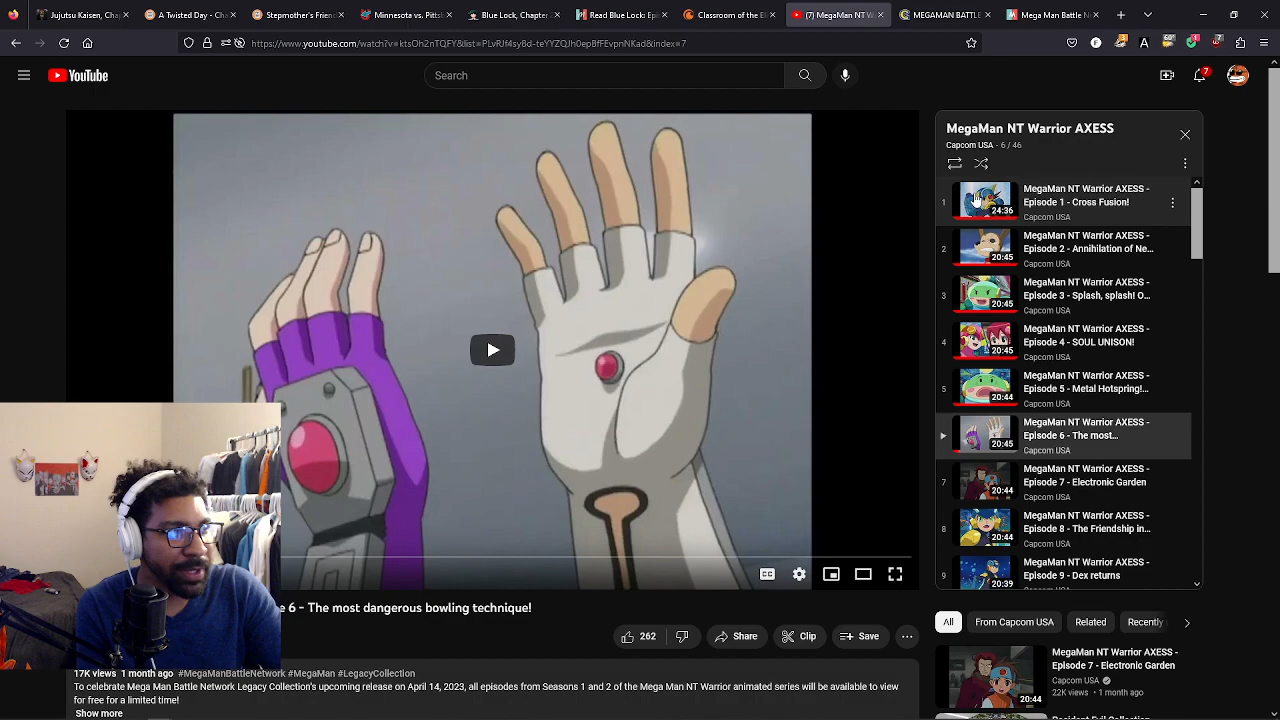 Jujutsu Kaisen, Cha
A Twisted Day - Cha
Stepmother's Frien
Minnesota vs. Pittsb
Blue Lock, Chapter
Read Blue Lock: Ep
Classroom of the El
(7) MegaMan NT W
MEGAMAN BATTLE
Mega Man Battle N
https://www.youtube.com/watch?v=ktsOh2nTQFY&list=PLvRJf4sy8d-teYYZQJh0epBfFEvpnNKad&index=7
YouTube
Search
7
MegaMan NT Warrior AXESS
Capcom USA - 6 / 46
1
24:36
MegaMan NT Warrior AXESS -
Episode 1 - Cross Fusion!
Capcom USA
2
20:45
MegaMan NT Warrior AXESS -
Episode 2 - Annihilation of Ne...
Capcom USA
3
20:45
MegaMan NT Warrior AXESS -
Episode 3 - Splash, splash! O...
Capcom USA
4
20:45
MegaMan NT Warrior AXESS -
Episode 4 - SOUL UNISON!
Capcom USA
5
20:44
MegaMan NT Warrior AXESS -
Episode 5 - Metal Hotspring!...
Capcom USA
20:45
MegaMan NT Warrior AXESS -
Episode 6 - The most...
Capcom USA
7
20:44
MegaMan NT Warrior AXESS -
Episode 7 - Electronic Garden
Capcom USA
8
20:44
MegaMan NT Warrior AXESS -
Episode 8 - The Friendship in...
Capcom USA
9
20:39
MegaMan NT Warrior AXESS -
Episode 9 - Dex returns
Capcom USA
CC
e 6 - The most dangerous bowling technique!
262
Share
Clip
Save
All
From Capcom USA
Related
Recently
17K views 1 month ago #MegaManBattleNetwork #MegaMan #LegacyCollection
To celebrate Mega Man Battle Network Legacy Collection's upcoming release on April 14, 2023, all episodes from Seasons 1 and 2 of the Mega Man NT Warrior animated series will be available to view
for free for a limited time!
Show more
20:44
MegaMan NT Warrior AXESS -
Episode 7 - Electronic Garden
Capcom USA
22K views • 1 month ago